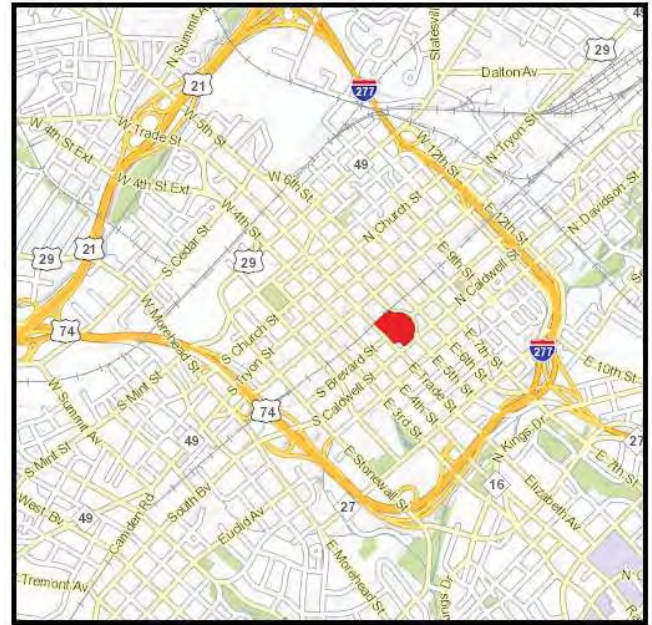 N Summit Av
Statesvill
49
29
21
277
Dalton Av
W 5th St
W Trade St
W 4th St Ext
W 12th St
N Tryon St
49
W 6th St
W 4th St Ext
W 4th St
N Church St
E 12th St
N Davidson St
S Cedar St
E 9th St
N Caldwell S
29
21
29
74
W Morehead St
S Church St
S Tryon St
S Brevard St
E 7th St
E 6th St
E 5th St
E Trade St
E 4th St
E 3rd St
277
E 10th St
S Mint St
W Summit Av
74
S Caldwell St
N Kings Dr
27
E 7th St
49
S Mint St
E Stonewall St
16
West Bv
49
Camden Rd
South Bv
Euclid Av
27
Elizabeth Av
E Morehead St
Tremont Av
ngs Dr
N C
Ra